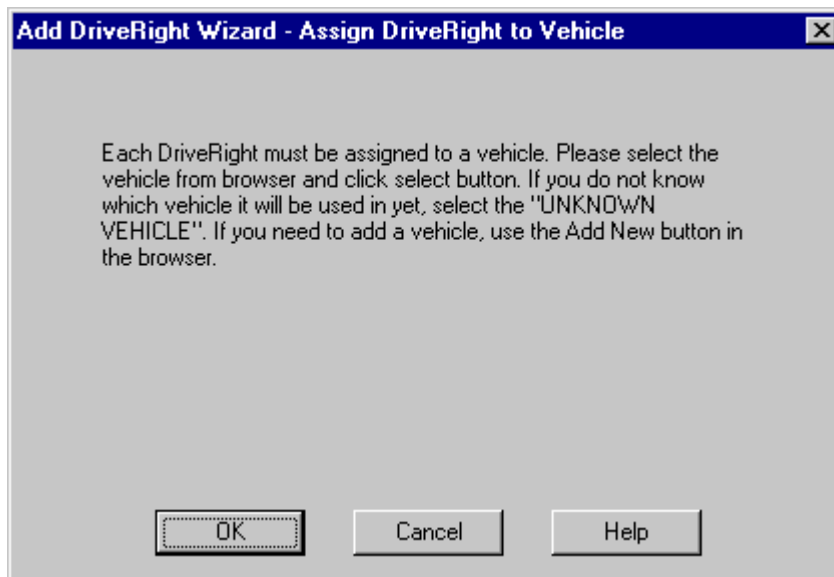 Add DriveRight Wizard - Assign DriveRight to Vehicle
Each DriveRight must be assigned to a vehicle. Please select the
vehicle from browser and click select button. If you do not know
which vehicle it will be used in yet, select the "UNKNOWN
VEHICLE". If you need to add a vehicle, use the Add New button in
the browser.
OK
Cancel
Help